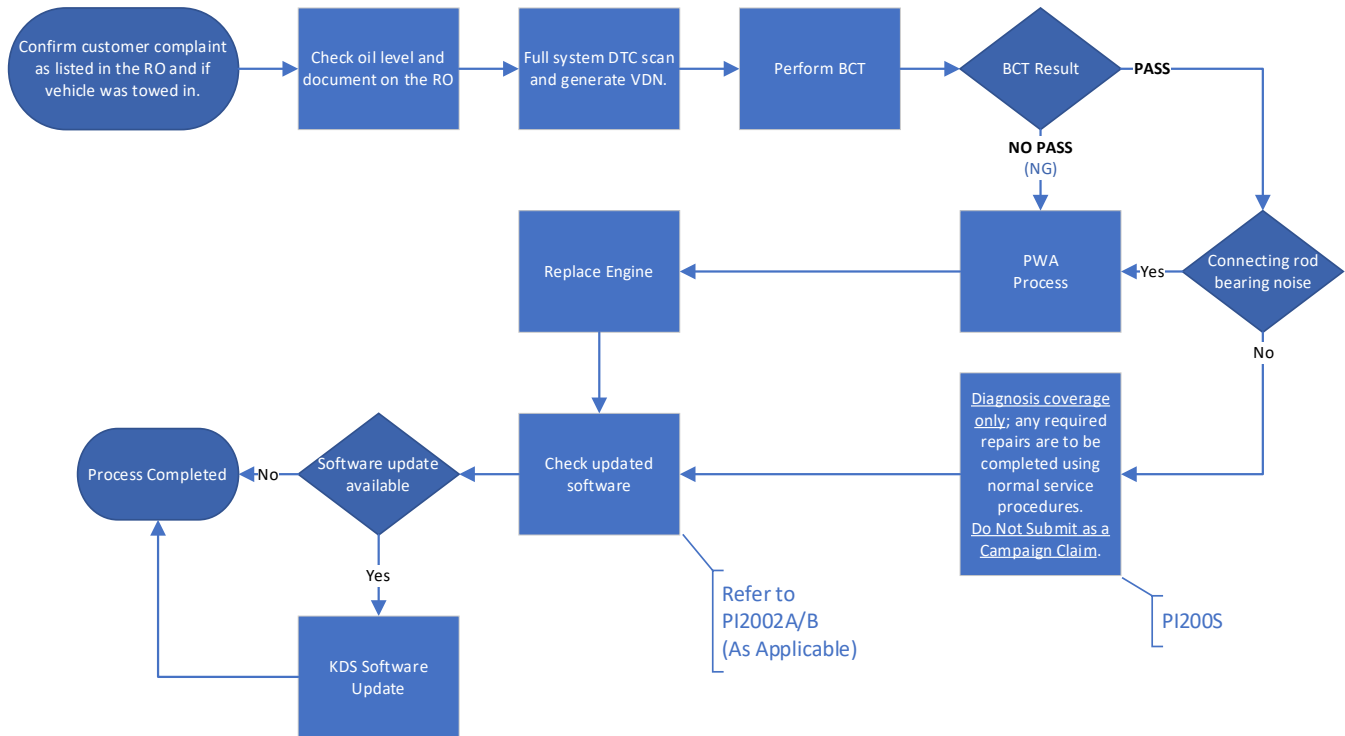 Confirm customer complaint
as listed in the RO and if
vehicle was towed in.
Check oil level and
document on the RO
Full system DTC scan
and generate VDN.
Perform BCT
BCT Result
PASS
NO PASS
(NG)
Replace Engine
PWA
Process
Yes
Connecting rod
bearing noise
No
Process Completed
No
Software update
available
Check updated
software
Diagnosis coverage
only; any required
repairs are to be
completed using
normal service
procedures.
Do Not Submit as a
Campaign Claim.
Yes
Refer to
PI2002A/B
(As Applicable)
PI200S
KDS Software
Update